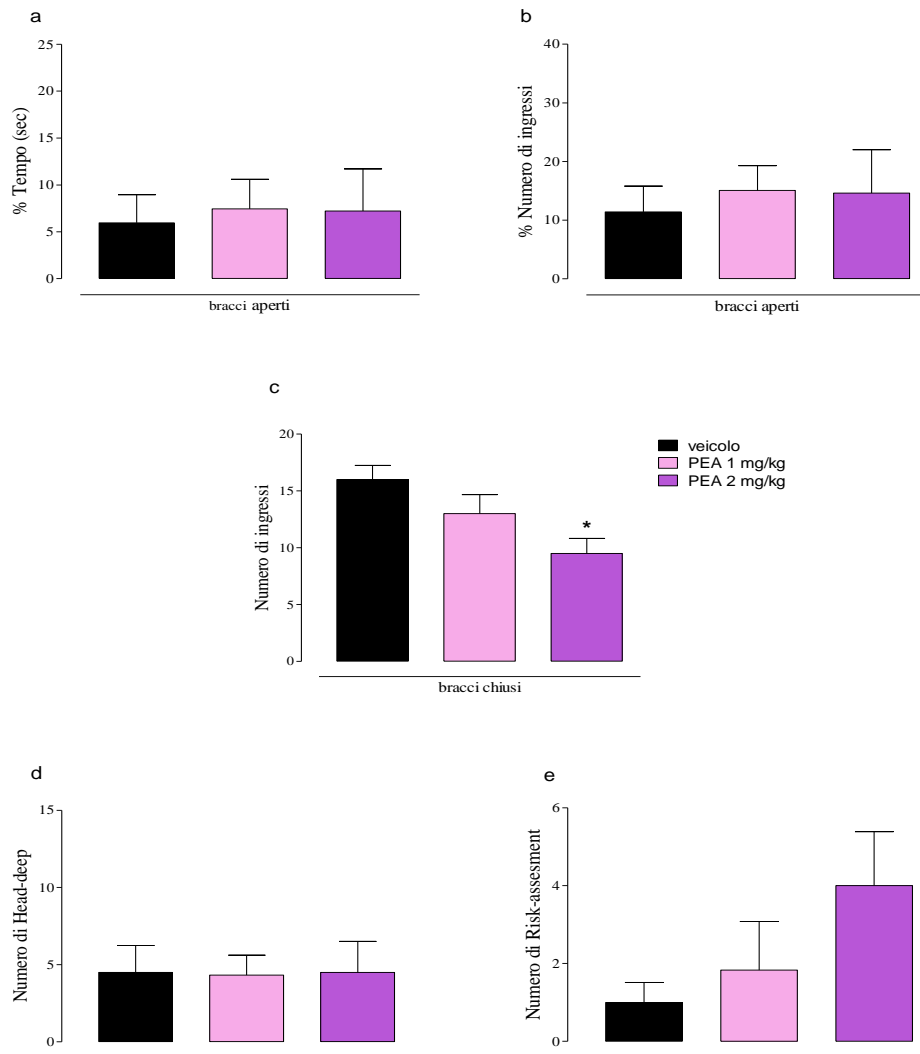 a
% Tempo (sec)
25
20
15
10
5
0
bracci aperti
b
% Numero di ingressi
40
30
20
10
0
bracci aperti
c
Numero di ingressi
20
15
10
5
0
*
bracci chiusi
veicolo
PEA 1 mg/kg
PEA 2 mg/kg
d
Numero di Head-deep
15
10
5
0
e
Numero di Risk-assesment
6
4
2
0